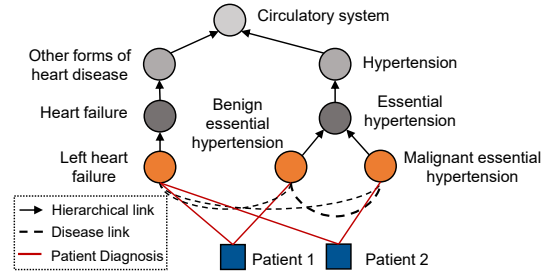 Circulatory system
Other forms of
heart disease
Hypertension
Heart failure
Benign
essential
hypertension
Essential
hypertension
Left heart
failure
Malignant essential
hypertension
Hierarchical link
Disease link
Patient Diagnosis
Patient 1
Patient 2